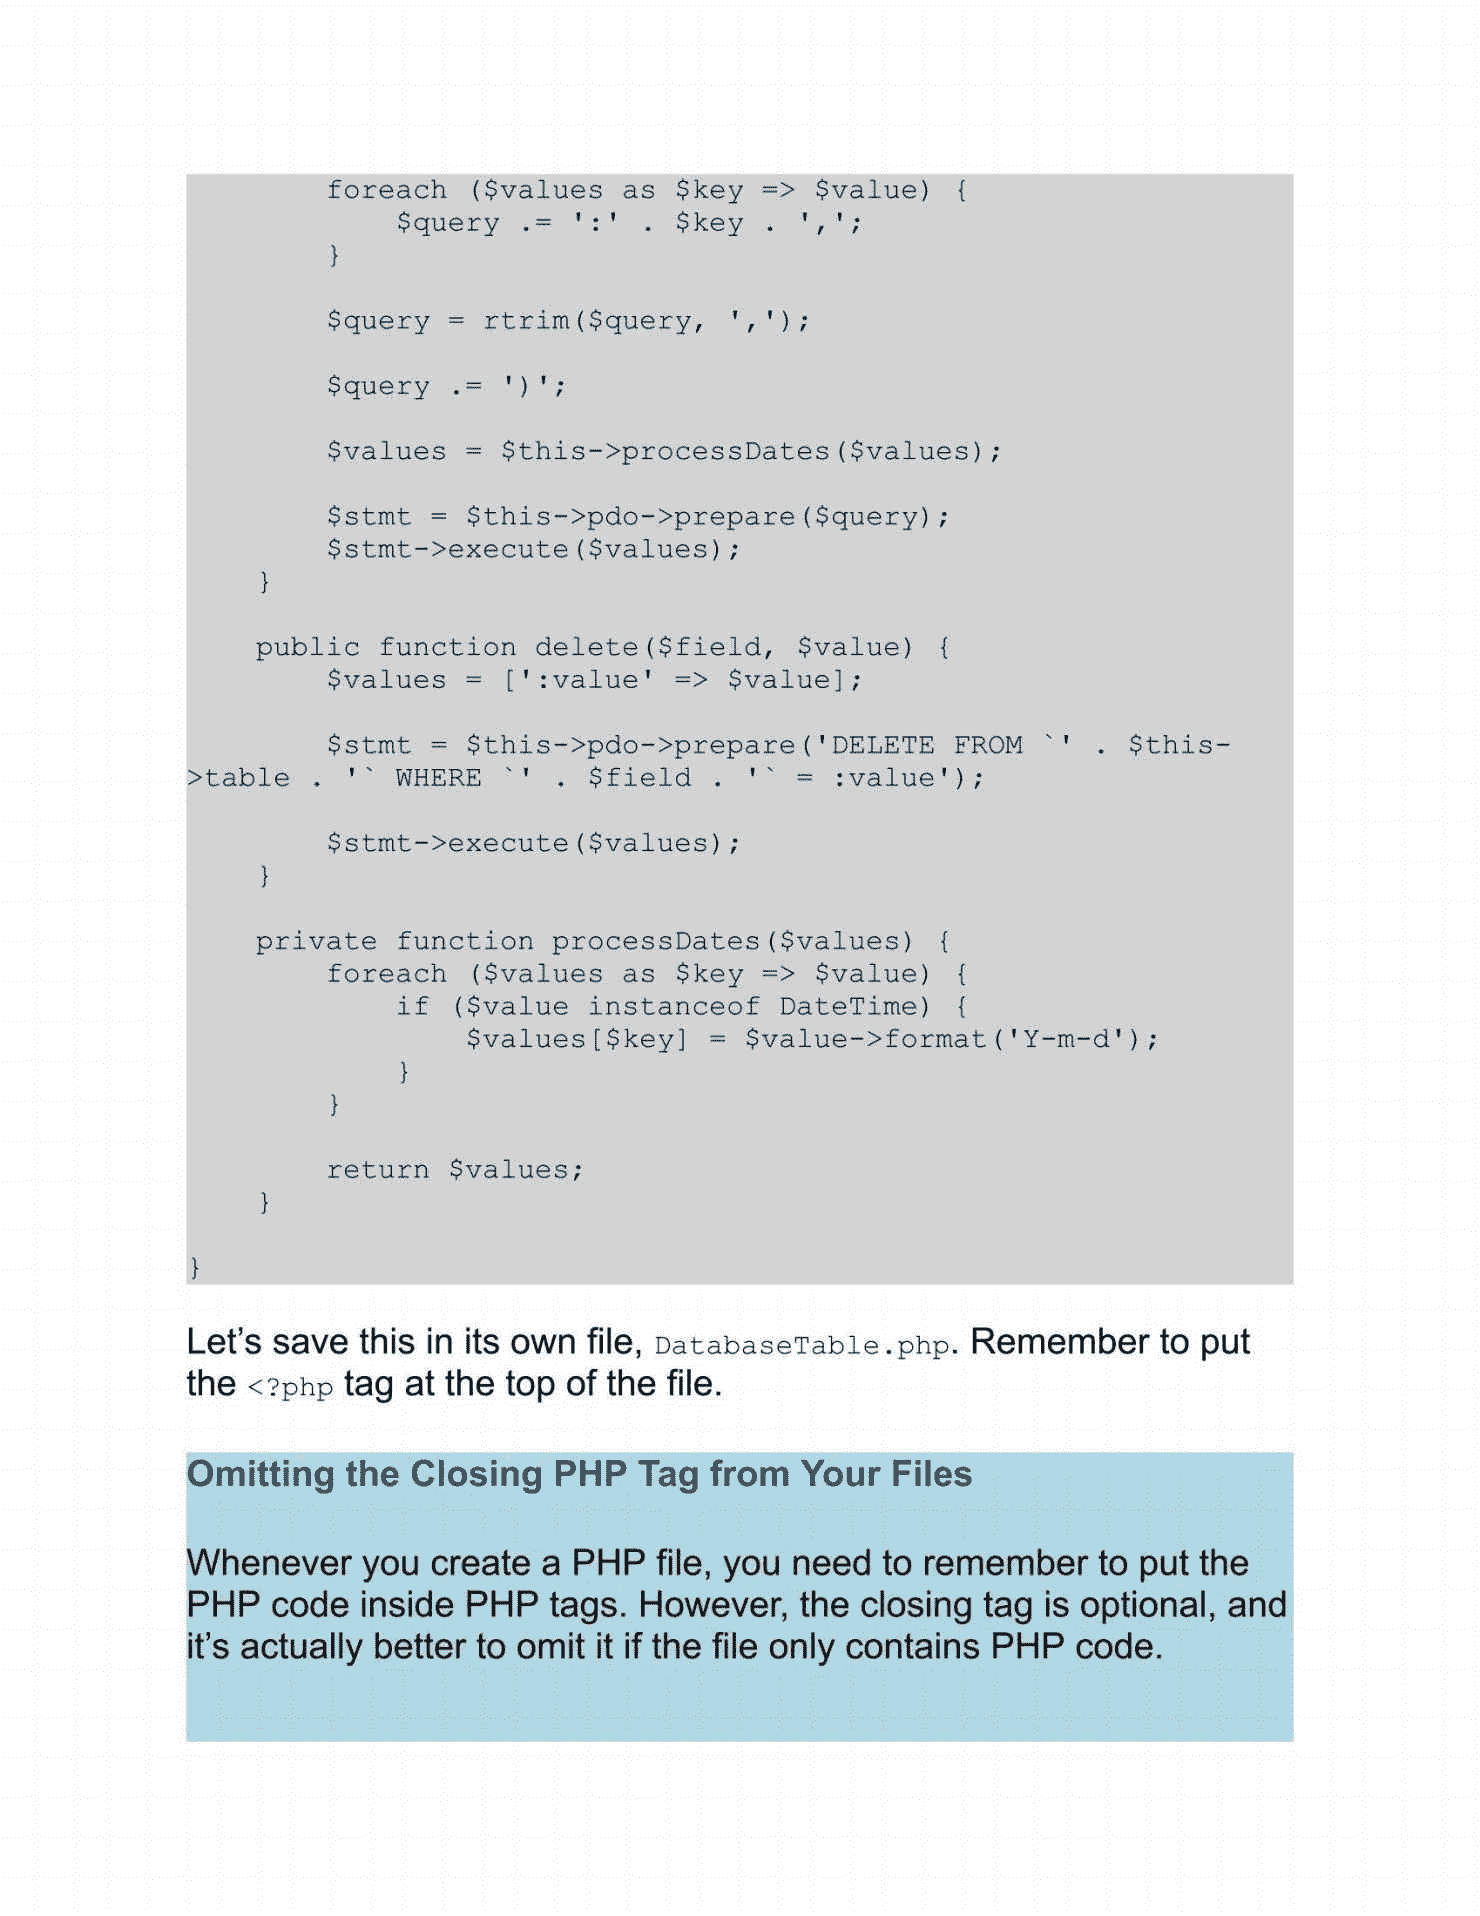 foreach ($values as $key => $value) {
$query .= ':' . $key . ',';
}
$query = rtrim($query, ',');
$query .= ')';
$values = $this->processDates($values);
$stmt = $this->pdo->prepare($query);
$stmt->execute($values);
}
public function delete($field, $value) {
$values = [':value' => $value];
$stmt = $this->pdo->prepare('DELETE FROM `' . $this-
>table . '` WHERE `' . $field . '` = :value');
$stmt->execute($values);
}
private function processDates($values) {
foreach ($values as $key => $value) {
if ($value instanceof DateTime) {
$values[$key] = $value->format('Y-m-d');
}
}
return $values;
}
}
Let’s save this in its own file, DatabaseTable.php. Remember to put
the <?php tag at the top of the file.
Omitting the Closing PHP Tag from Your Files
Whenever you create a PHP file, you need to remember to put the
PHP code inside PHP tags. However, the closing tag is optional, and
it’s actually better to omit it if the file only contains PHP code.